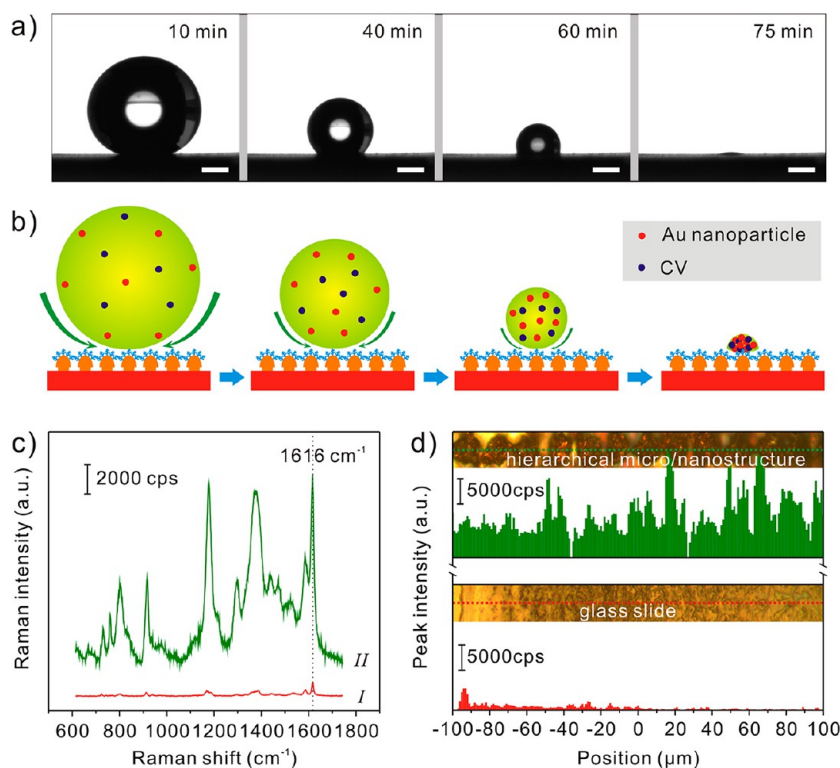 a)
10 min
40 min
60 min
75 min
b)
Au nanoparticle
CV
c)
1616 cm⁻¹
2000 cps
Raman intensity (a.u.)
II
I
600 800 1000 1200 1400 1600 1800
Raman shift (cm⁻¹)
d)
hierarchical micro/nanostructure
5000cps
Peak intensity (a.u.)
glass slide
5000cps
-100 -80 -60 -40 -20 0 20 40 60 80 100
Position (μm)